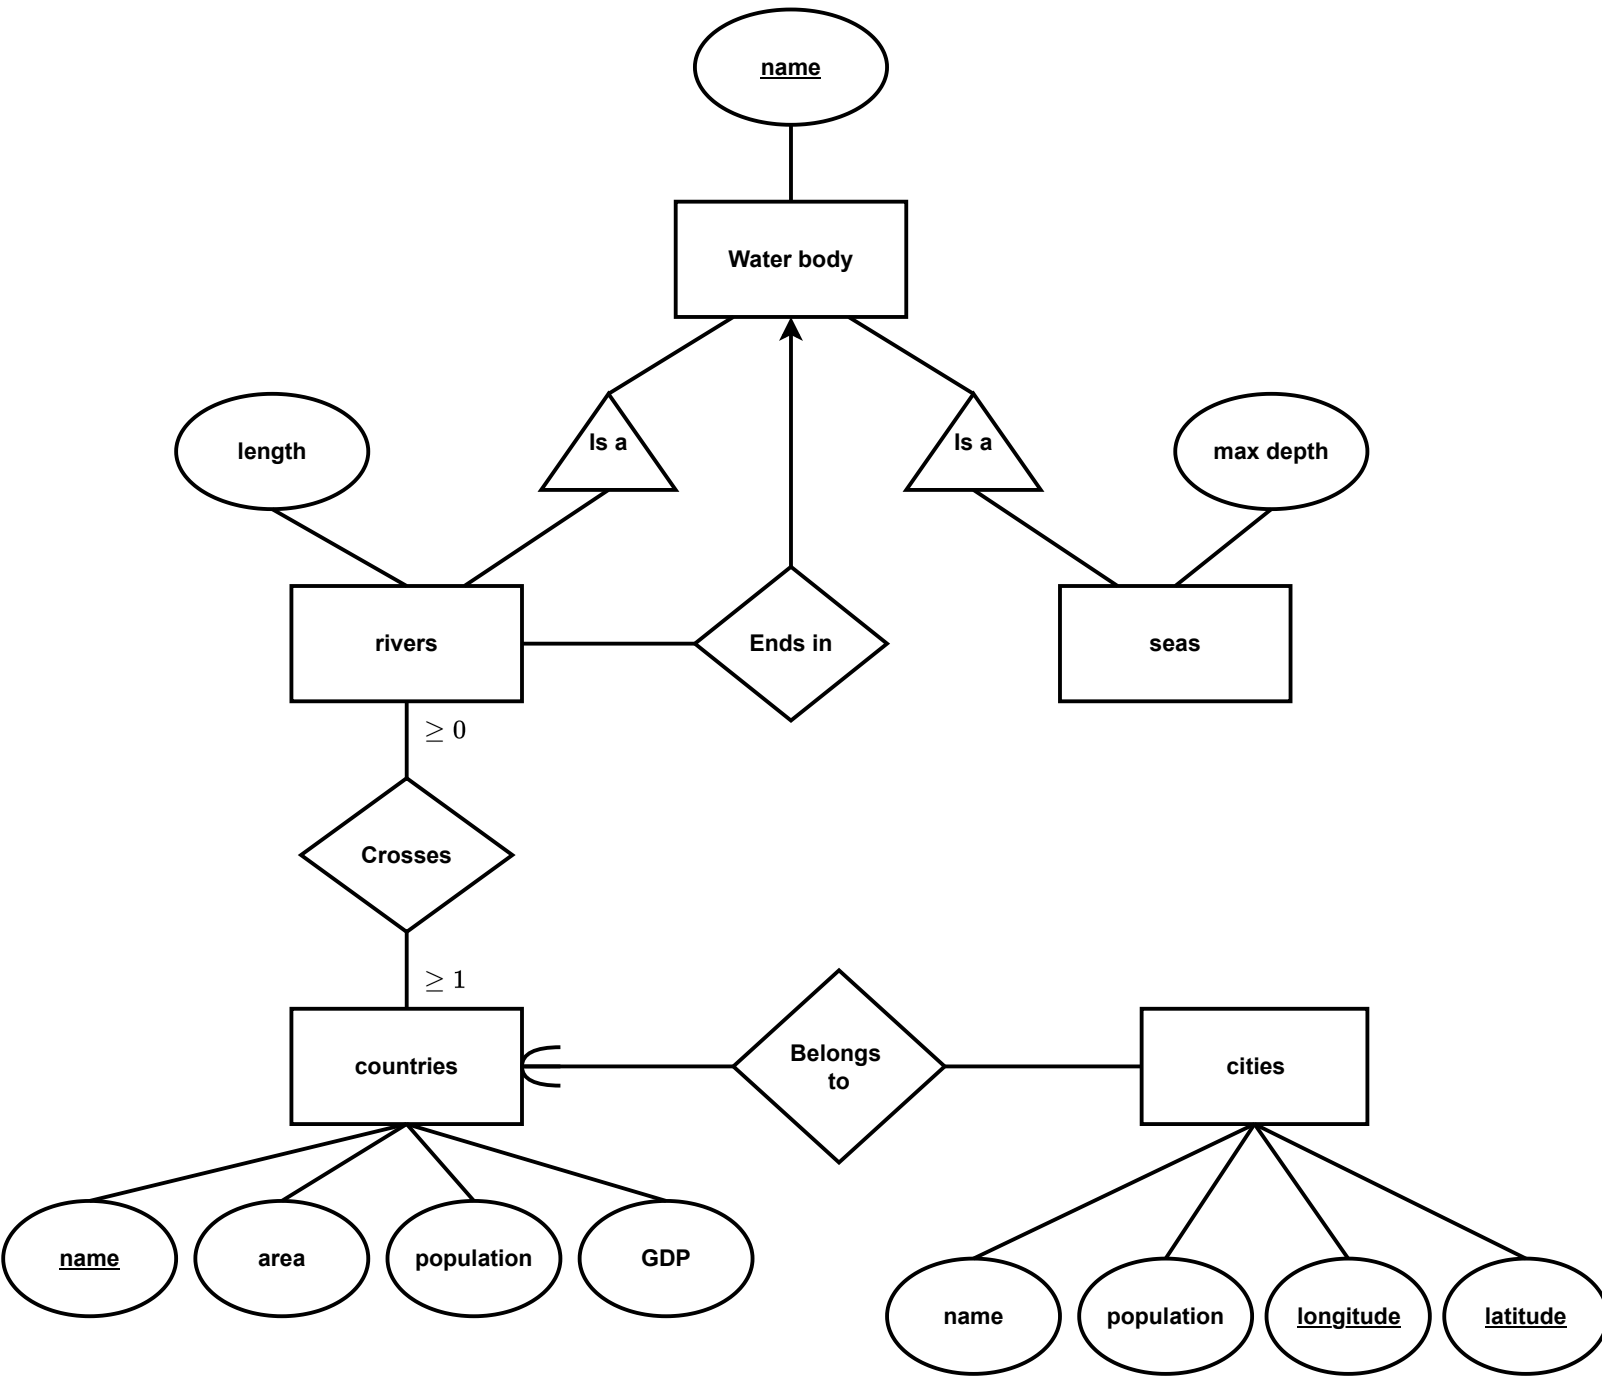 name
Water body
length
Is a
Is a
max depth
rivers
Ends in
seas
≥ 0
Crosses
≥ 1
countries
Belongs
to
cities
name
area
population
GDP
name
population
longitude
latitude